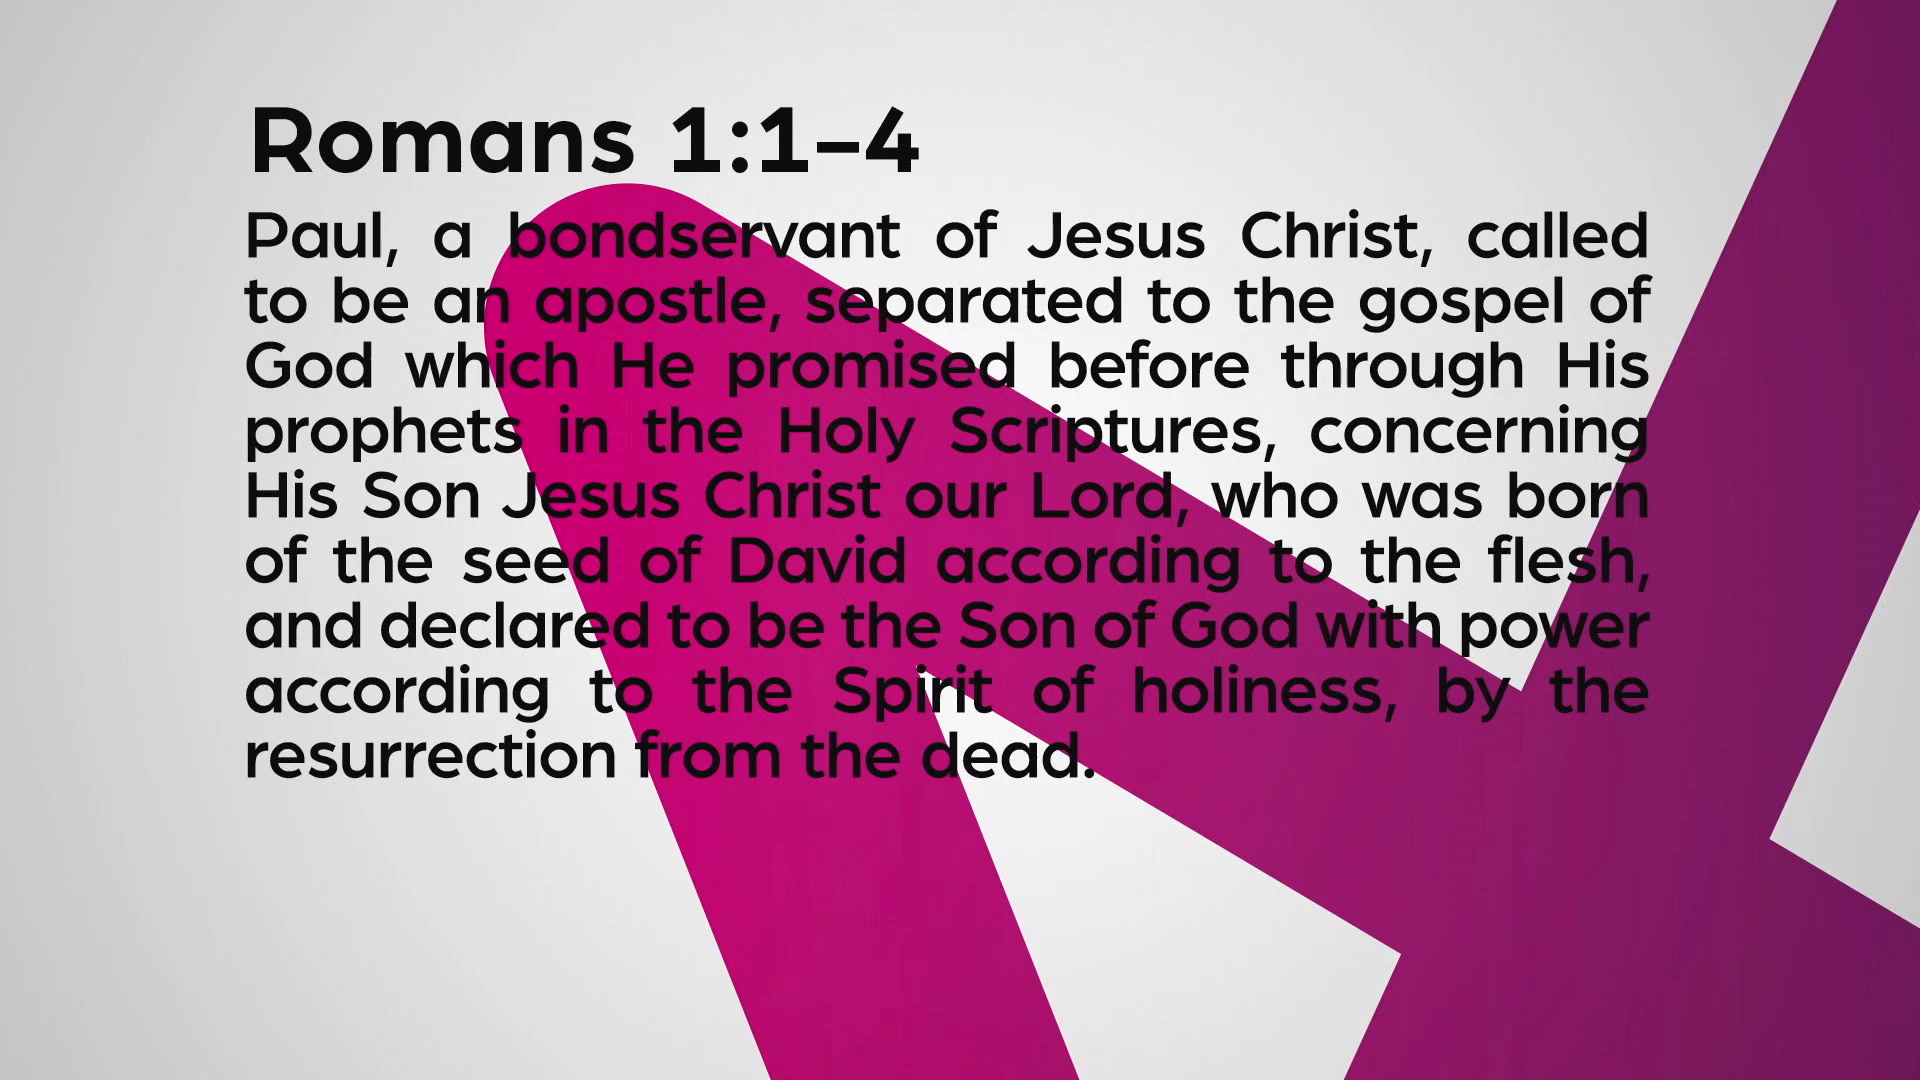 Romans 1:1–4
Paul, a bondservant of Jesus Christ, called
to be an apostle, separated to the gospel of
God which He promised before through His
prophets in the Holy Scriptures, concerning
His Son Jesus Christ our Lord, who was born
of the seed of David according to the flesh,
and declared to be the Son of God with power
according to the Spirit of holiness, by the
resurrection from the dead.